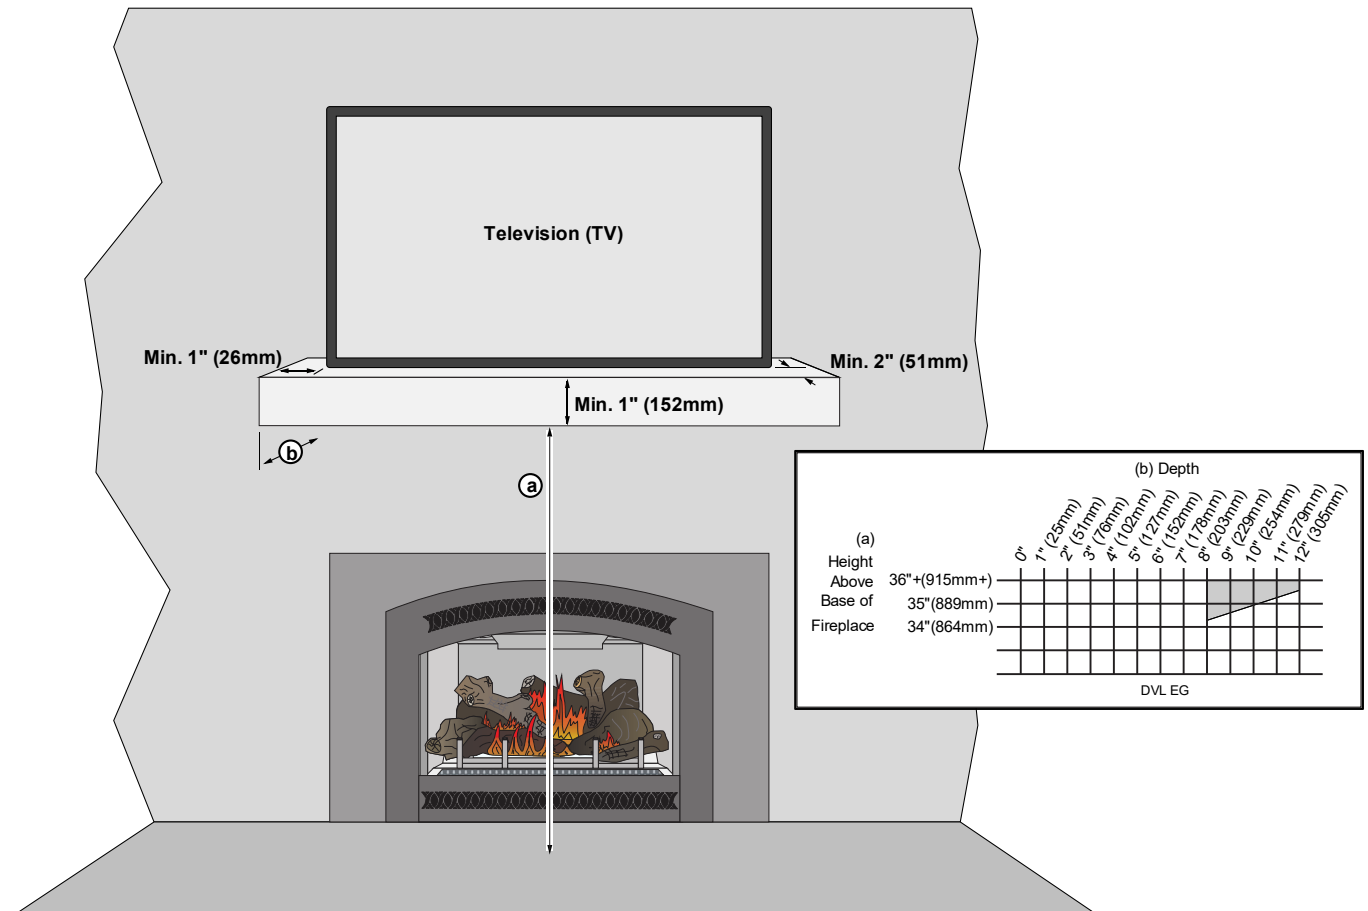 Television (TV)
Min. 1" (26mm)
Min. 2" (51mm)
Min. 1" (152mm)
b
a
(b) Depth
0"
1" (25mm)
2" (51mm)
3" (76mm)
4" (102mm)
5" (127mm)
6" (152mm)
7" (178mm)
8" (203mm)
9" (229mm)
10" (254mm)
11" (279mm)
12" (305mm)
(a)
Height
Above
Base of
Fireplace
36"+(915mm+)
35"(889mm)
34"(864mm)
DVL EG